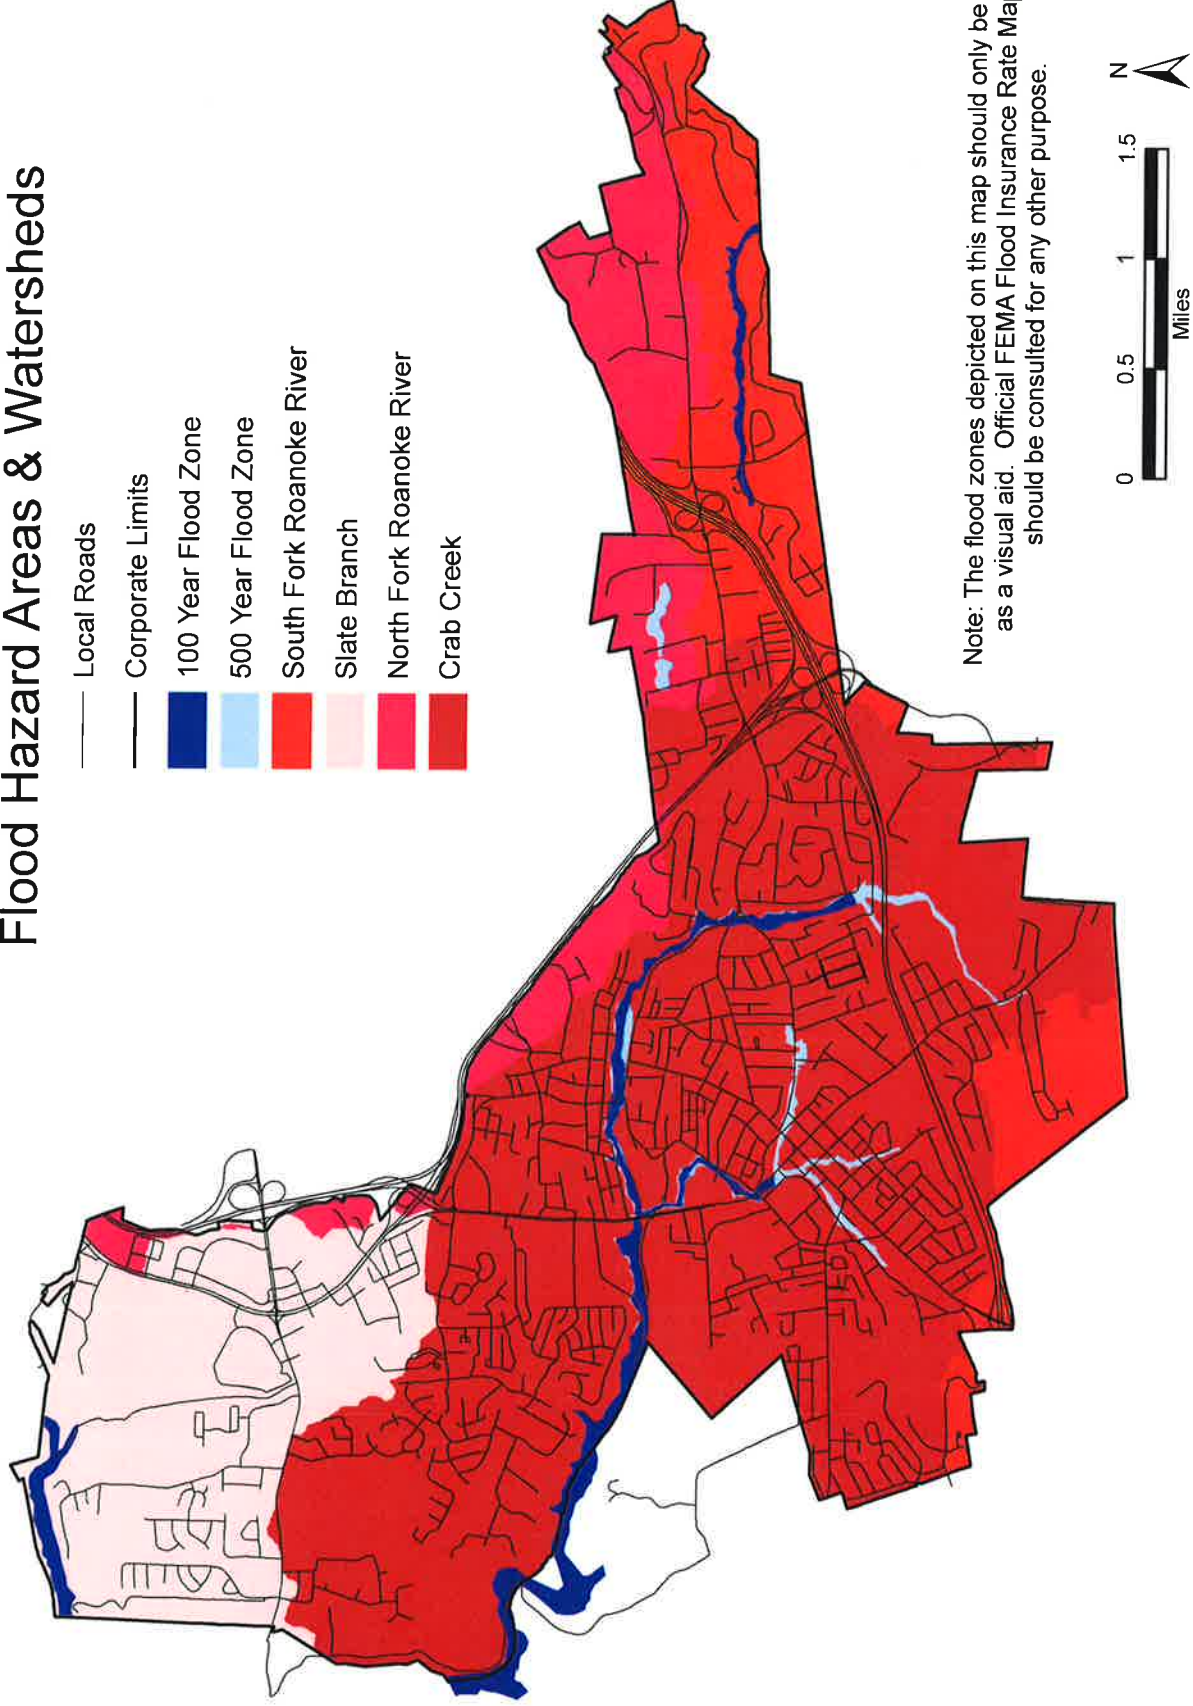 Flood Hazard Areas & Watersheds
Local Roads
Corporate Limits
100 Year Flood Zone
500 Year Flood Zone
South Fork Roanoke River
Slate Branch
North Fork Roanoke River
Crab Creek
Note: The flood zones depicted on this map should only be
as a visual aid. Official FEMA Flood Insurance Rate Map
should be consulted for any other purpose.
N
0 0.5 1 1.5
Miles